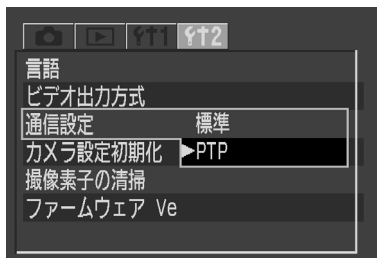 ↑1 ↑2
言語
ビデオ出力方式
通信設定 標準
カメラ設定初期化 ▶PTP
撮像素子の清掃
ファームウェア Ve